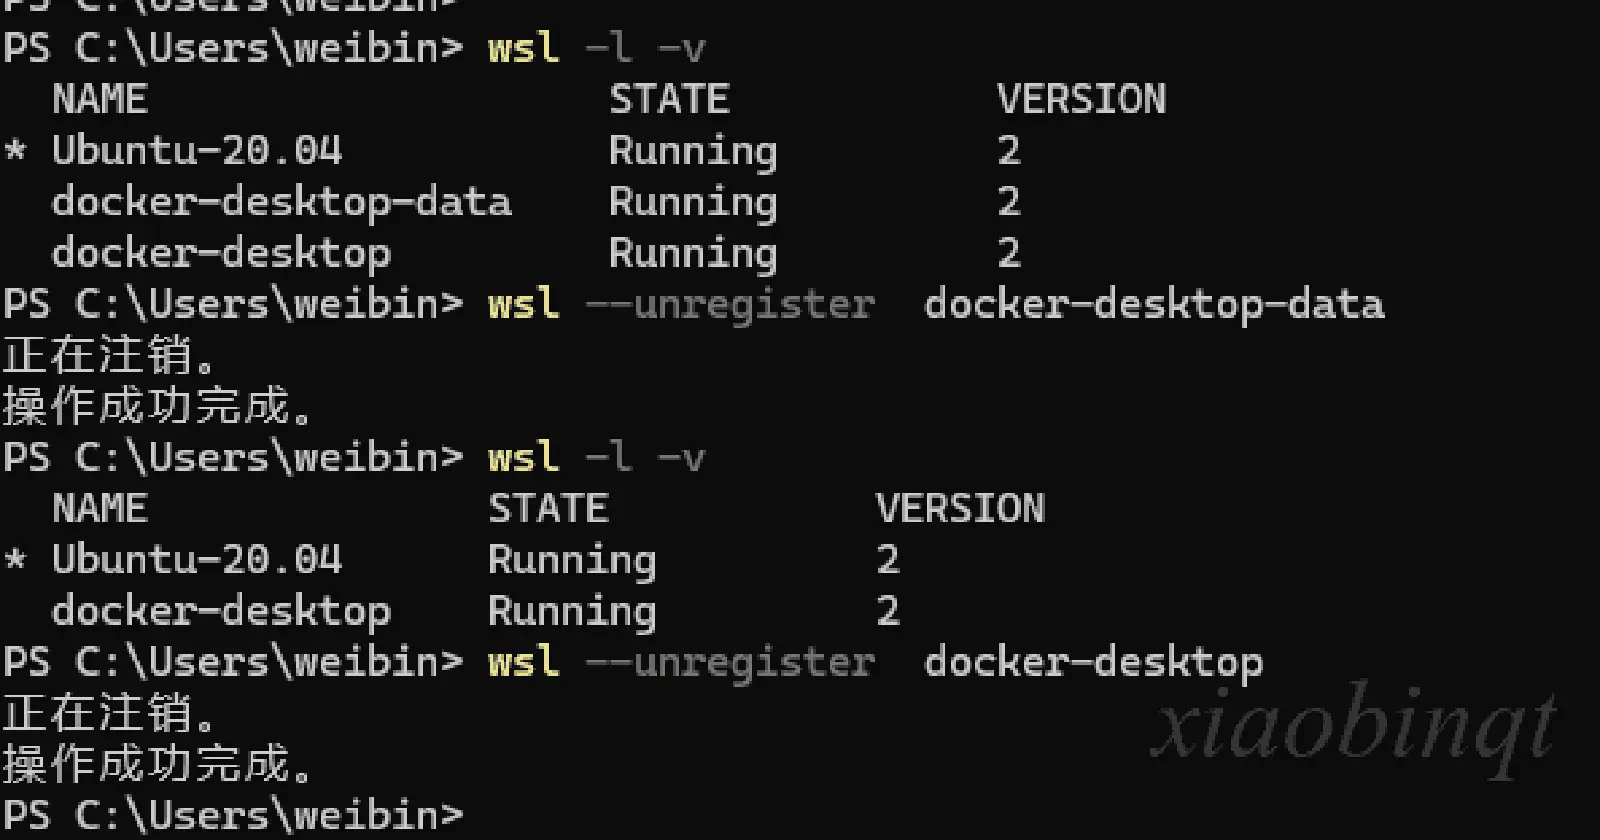 PS C:\Users\weibin>
PS C:\Users\weibin> wsl -l -v
  NAME                   STATE           VERSION
* Ubuntu-20.04           Running         2
  docker-desktop-data    Running         2
  docker-desktop         Running         2
PS C:\Users\weibin> wsl --unregister  docker-desktop-data
正在注销。
操作成功完成。
PS C:\Users\weibin> wsl -l -v
  NAME              STATE           VERSION
* Ubuntu-20.04      Running         2
  docker-desktop    Running         2
PS C:\Users\weibin> wsl --unregister  docker-desktop
正在注销。
操作成功完成。
PS C:\Users\weibin>
xiaobinqt